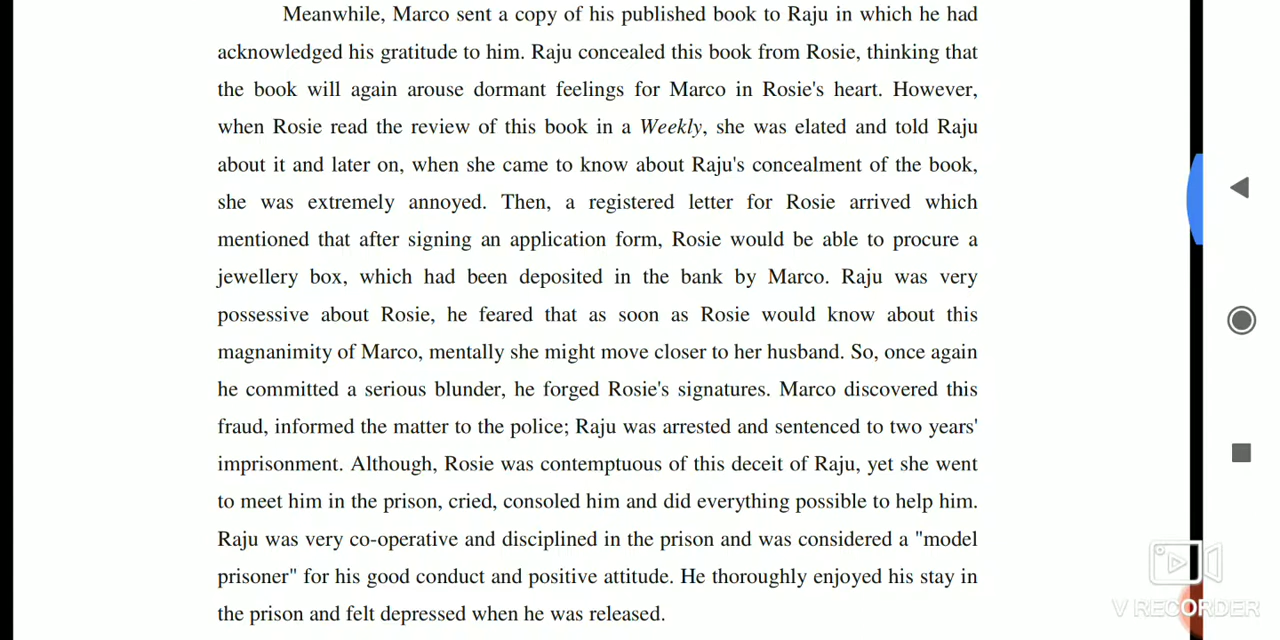 Meanwhile, Marco sent a copy of his published book to Raju in which he had
acknowledged his gratitude to him. Raju concealed this book from Rosie, thinking that
the book will again arouse dormant feelings for Marco in Rosie's heart. However,
when Rosie read the review of this book in a Weekly, she was elated and told Raju
about it and later on, when she came to know about Raju's concealment of the book,
she was extremely annoyed. Then, a registered letter for Rosie arrived which
mentioned that after signing an application form, Rosie would be able to procure a
jewellery box, which had been deposited in the bank by Marco. Raju was very
possessive about Rosie, he feared that as soon as Rosie would know about this
magnanimity of Marco, mentally she might move closer to her husband. So, once again
he committed a serious blunder, he forged Rosie's signatures. Marco discovered this
fraud, informed the matter to the police; Raju was arrested and sentenced to two years'
imprisonment. Although, Rosie was contemptuous of this deceit of Raju, yet she went
to meet him in the prison, cried, consoled him and did everything possible to help him.
Raju was very co-operative and disciplined in the prison and was considered a "model
prisoner" for his good conduct and positive attitude. He thoroughly enjoyed his stay in
the prison and felt depressed when he was released.
V RECORDER